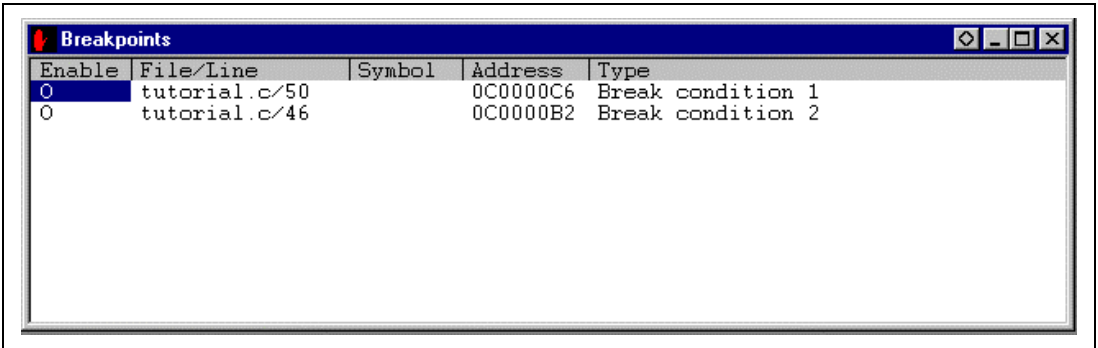 Breakpoints
Enable File/Line Symbol Address Type
O tutorial.c/50 0C0000C6 Break condition 1
O tutorial.c/46 0C0000B2 Break condition 2